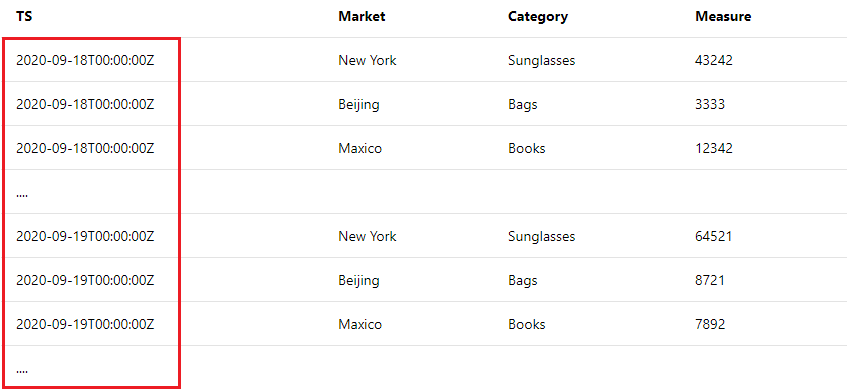 TS Market Category Measure
2020-09-18T00:00:00Z New York Sunglasses 43242
2020-09-18T00:00:00Z Beijing Bags 3333
2020-09-18T00:00:00Z Maxico Books 12342
....
2020-09-19T00:00:00Z New York Sunglasses 64521
2020-09-19T00:00:00Z Beijing Bags 8721
2020-09-19T00:00:00Z Maxico Books 7892
....